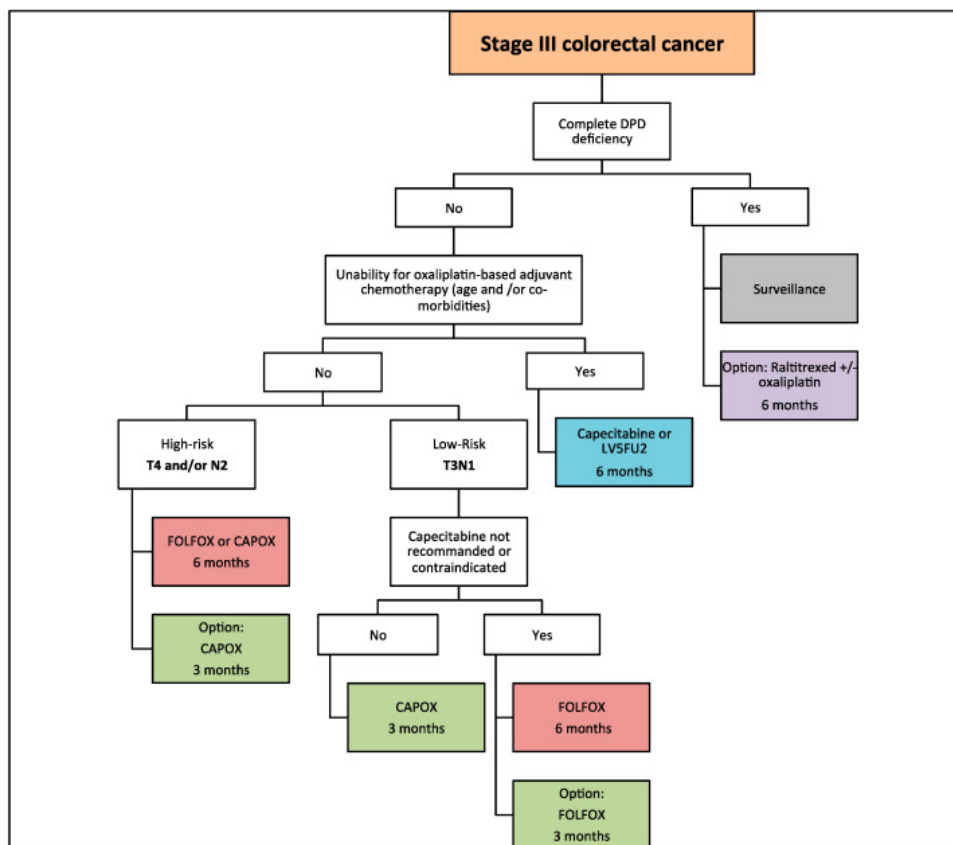 Stage III colorectal cancer
Complete DPD
deficiency
No
Yes
Unability for oxaliplatin-based adjuvant
chemotherapy (age and /or co-
morbidities)
Surveillance
Option: Raltitrexed +/-
oxaliplatin
6 months
No
Yes
High-risk
T4 and/or N2
Low-Risk
T3N1
Capecitabine or
LV5FU2
6 months
FOLFOX or CAPOX
6 months
Option:
CAPOX
3 months
Capecitabine not
recommanded or
contraindicated
No
Yes
CAPOX
3 months
FOLFOX
6 months
Option:
FOLFOX
3 months